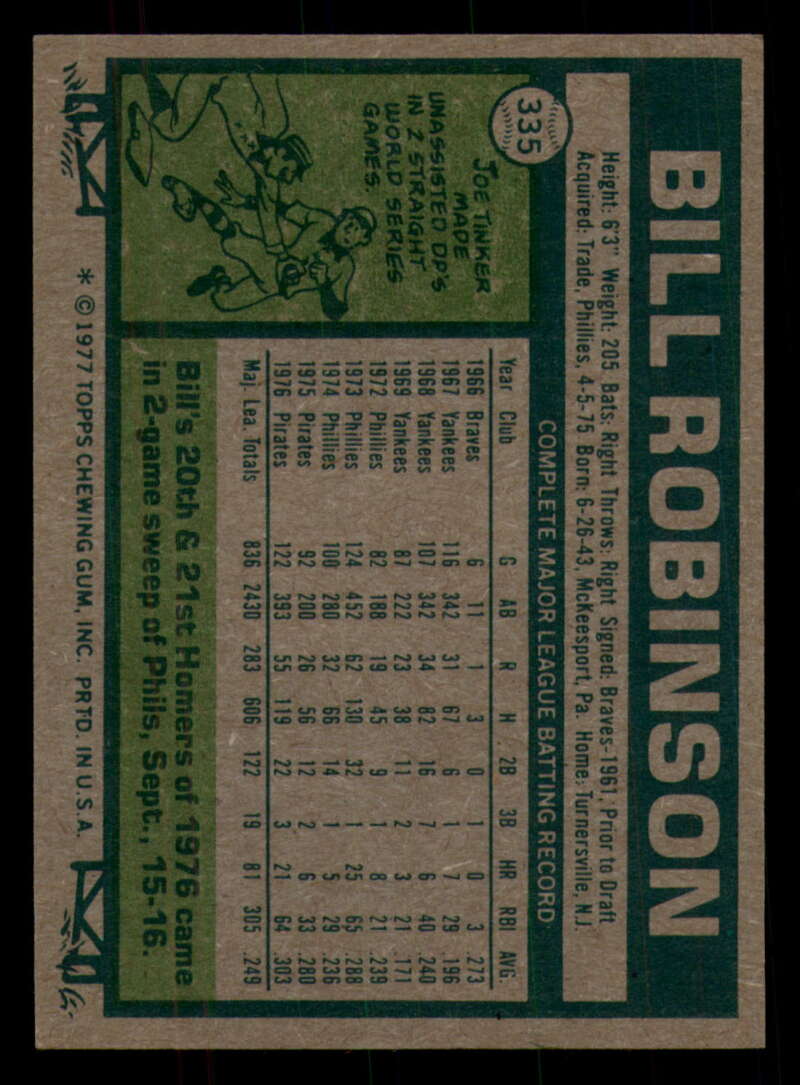 BILL ROBINSON
335
Height: 6'3" Weight: 205 Bats: Right Throws: Right Signed: Braves-1961, Prior to Draft
Acquired: Trade, Phillies, 4-5-75 Born: 6-26-43, McKeesport, Pa. Home: Turnersville, N.J.
JOE TINKER
MADE
UNASSISTED DP'S
IN 2 STRAIGHT
WORLD SERIES
GAMES.
COMPLETE MAJOR LEAGUE BATTING RECORD
Year Club G AB R H 2B 3B HR RBI AVG.
1966 Braves 6 11 1 3 0 1 0 3 .273
1967 Yankees 116 342 31 67 6 1 7 29 .196
1968 Yankees 107 342 34 82 16 7 6 40 .240
1969 Yankees 87 222 23 38 11 2 3 21 .171
1972 Phillies 82 188 19 45 9 1 8 21 .239
1973 Phillies 124 452 62 130 32 1 25 65 .288
1974 Phillies 100 280 32 66 14 1 5 29 .236
1975 Pirates 92 200 26 56 12 2 6 33 .280
1976 Pirates 122 393 55 119 22 3 21 64 .303
Maj. Lea. Totals 836 2430 283 606 122 19 81 305 .249
Bill's 20th & 21st Homers of 1976 came
in 2-game sweep of Phils, Sept., 15-16.
* © 1977 TOPPS CHEWING GUM, INC. PRTD. IN U.S.A.